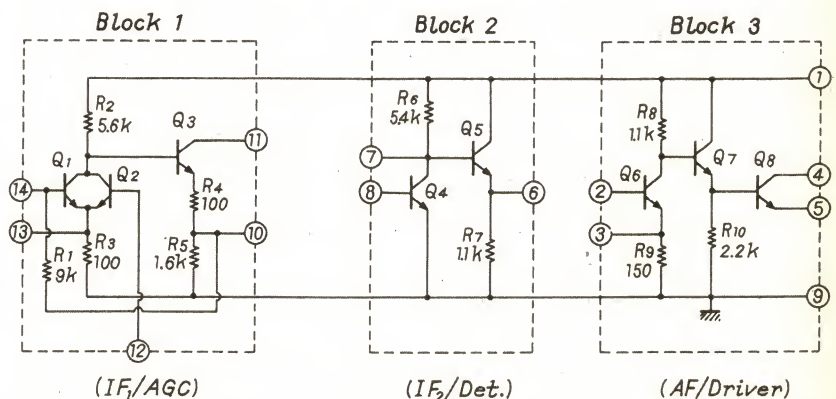 Block 1
Block 2
Block 3
R2
5.6k
Q3
11
Q1
Q2
14
13
R1
9k
R3
100
R4
100
R5
1.6k
10
12
(IF1/AGC)
R6
5.4k
Q5
7
8
Q4
6
R7
1.1k
(IF2/Det.)
1
R8
1.1k
Q7
Q8
2
Q6
3
4
5
R9
150
R10
2.2k
9
(AF/Driver)